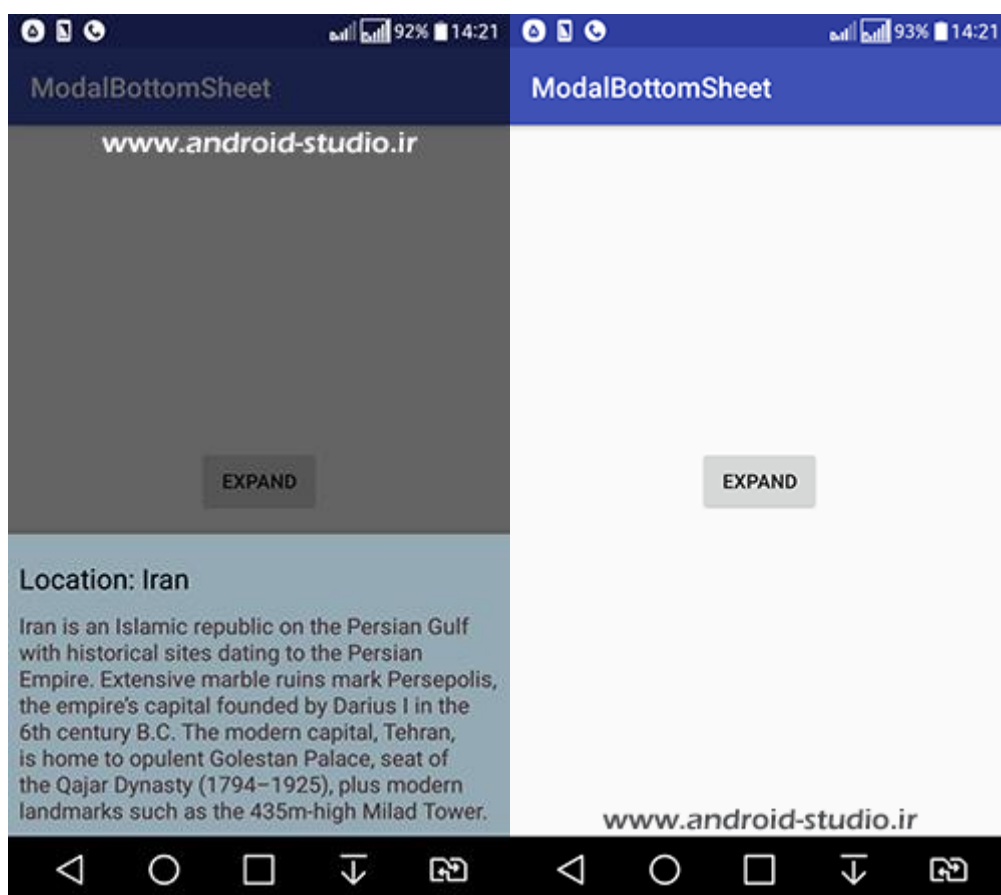 92% 14:21
ModalBottomSheet
www.android-studio.ir
EXPAND
Location: Iran
Iran is an Islamic republic on the Persian Gulf
with historical sites dating to the Persian
Empire. Extensive marble ruins mark Persepolis,
the empire's capital founded by Darius I in the
6th century B.C. The modern capital, Tehran,
is home to opulent Golestan Palace, seat of
the Qajar Dynasty (1794–1925), plus modern
landmarks such as the 435m-high Milad Tower.
93% 14:21
ModalBottomSheet
EXPAND
www.android-studio.ir